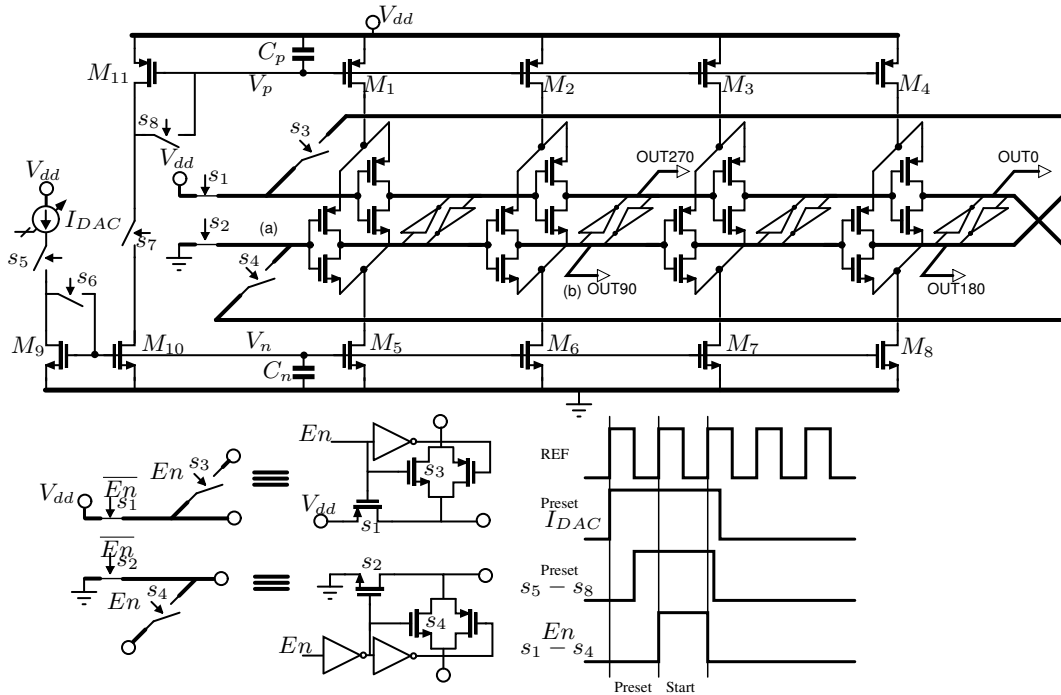 V_dd
C_p
M_11
V_p
M_1
M_2
M_3
M_4
s_8
s_3
V_dd
s_1
OUT270
OUT0
V_dd
I_DAC
s_2
(a)
s_7
s_5
s_4
s_6
(b)
OUT90
OUT180
M_9
M_10
V_n
C_n
M_5
M_6
M_7
M_8
En
s_3
En
s_1
V_dd
En
s_3
V_dd
s_1
En
s_2
s_4
En
s_2
s_4
En
REF
Preset
I_DAC
Preset
s_5 − s_8
En
s_1 − s_4
Preset
Start